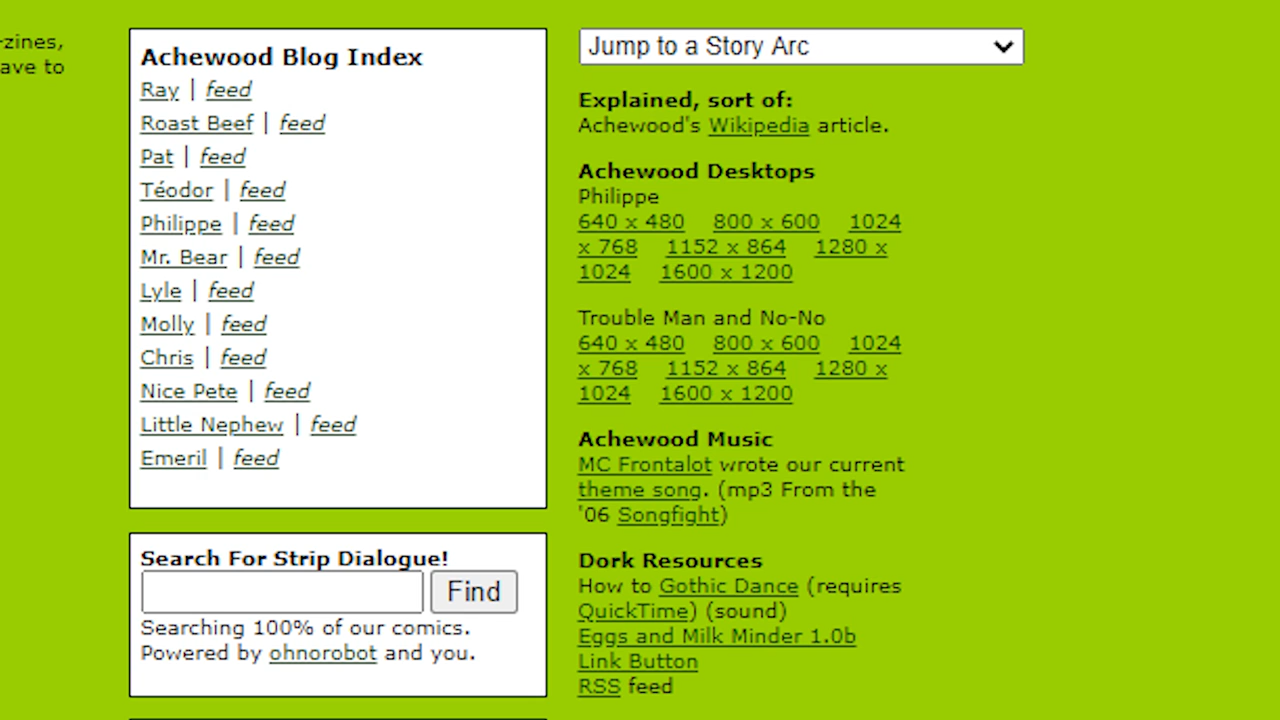 -zines,
ave to
Achewood Blog Index
Ray | feed
Roast Beef | feed
Pat | feed
Téodor | feed
Philippe | feed
Mr. Bear | feed
Lyle | feed
Molly | feed
Chris | feed
Nice Pete | feed
Little Nephew | feed
Emeril | feed
Search For Strip Dialogue!
Find
Searching 100% of our comics.
Powered by ohnorobot and you.
Jump to a Story Arc
Explained, sort of:
Achewood's Wikipedia article.
Achewood Desktops
Philippe
640 x 480 800 x 600 1024
x 768 1152 x 864 1280 x
1024 1600 x 1200
Trouble Man and No-No
640 x 480 800 x 600 1024
x 768 1152 x 864 1280 x
1024 1600 x 1200
Achewood Music
MC Frontalot wrote our current
theme song. (mp3 From the
'06 Songfight)
Dork Resources
How to Gothic Dance (requires
QuickTime) (sound)
Eggs and Milk Minder 1.0b
Link Button
RSS feed